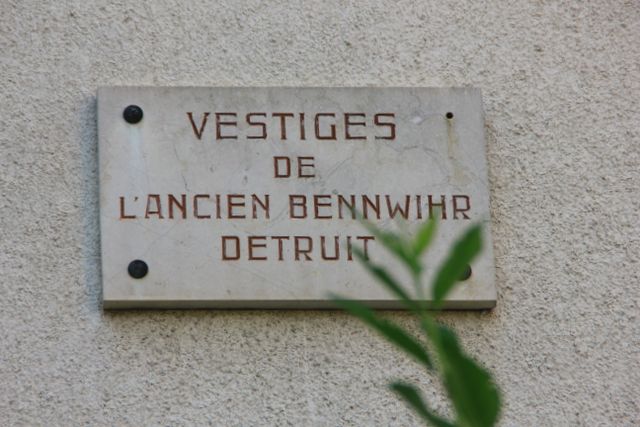 VESTIGES
DE
L'ANCIEN BENNWIHR
DETRUIT